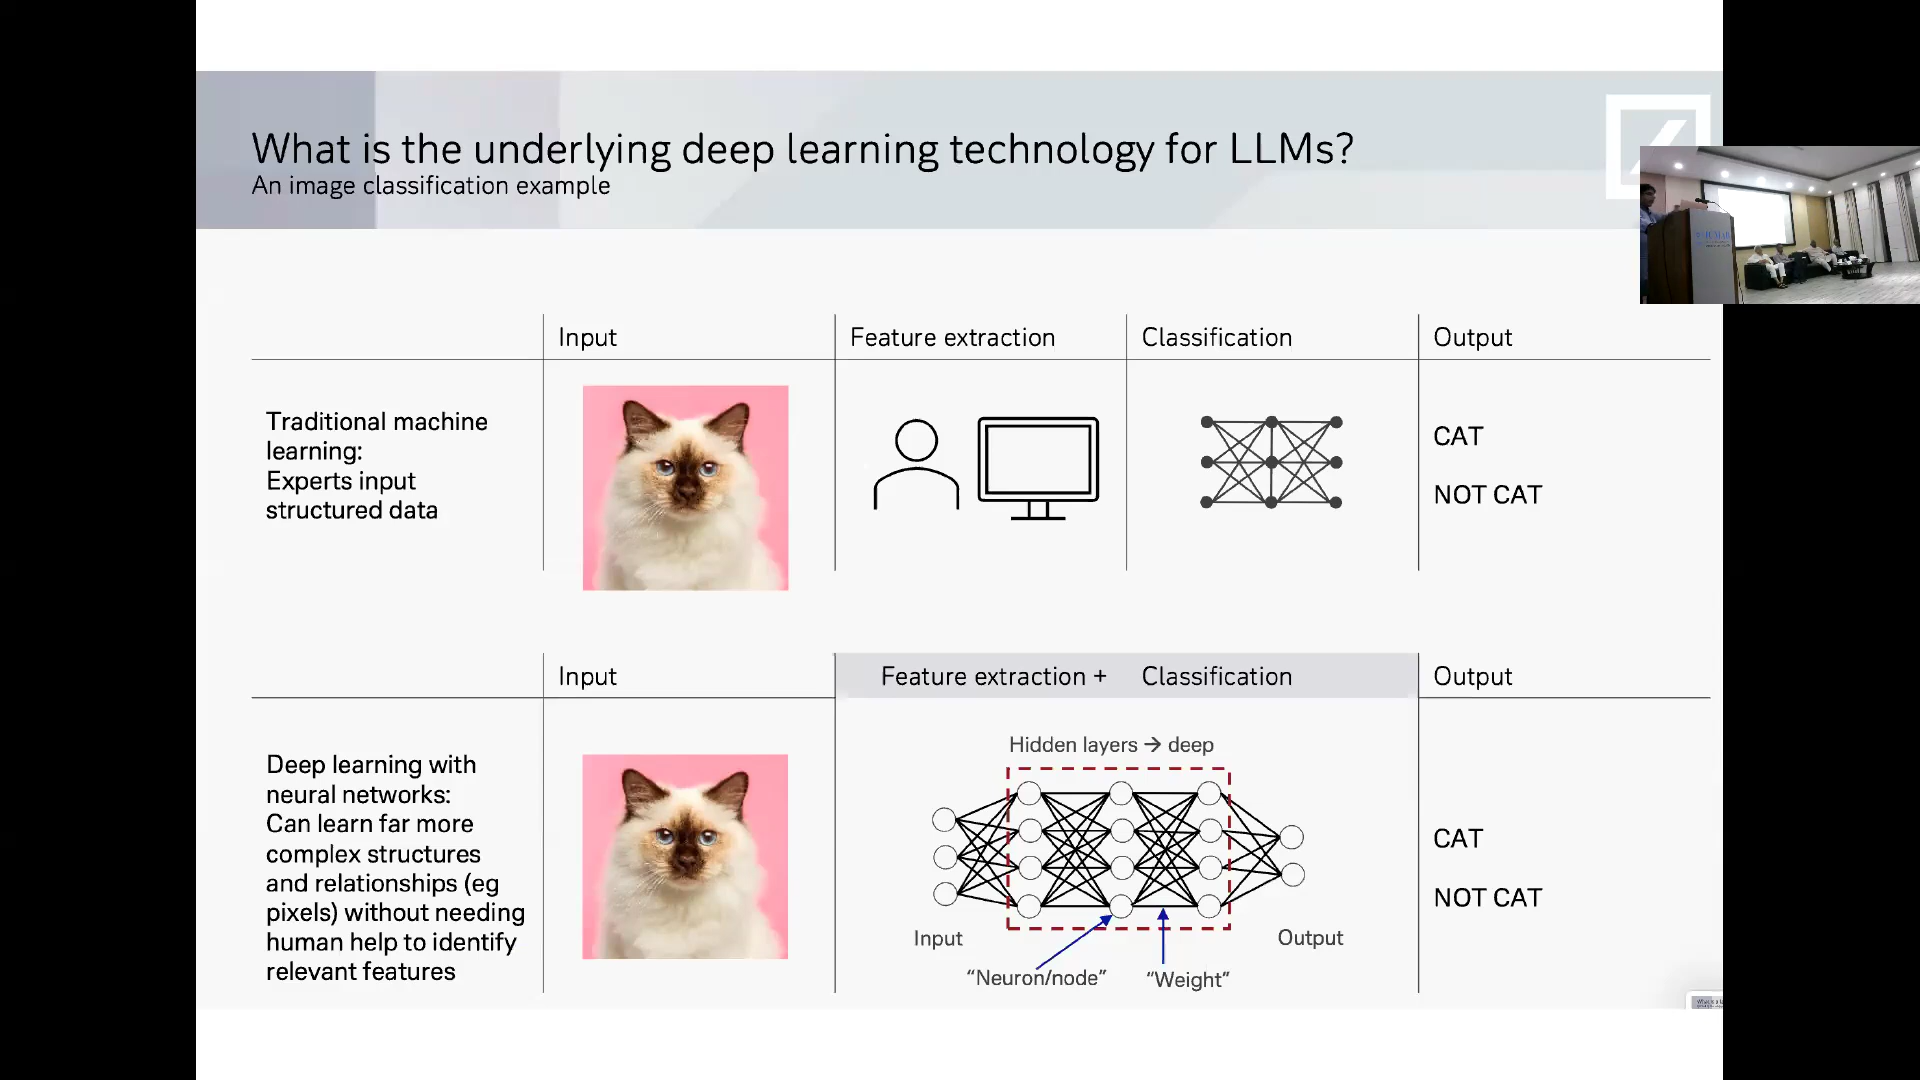 What is the underlying deep learning technology for LLMs?
An image classification example
Input
Feature extraction
Classification
Output
Traditional machine
learning:
Experts input
structured data
CAT
NOT CAT
Input
Feature extraction +
Classification
Output
Deep learning with
neural networks:
Can learn far more
complex structures
and relationships (eg
pixels) without needing
human help to identify
relevant features
Hidden layers → deep
Input
Output
“Neuron/node”
“Weight”
CAT
NOT CAT